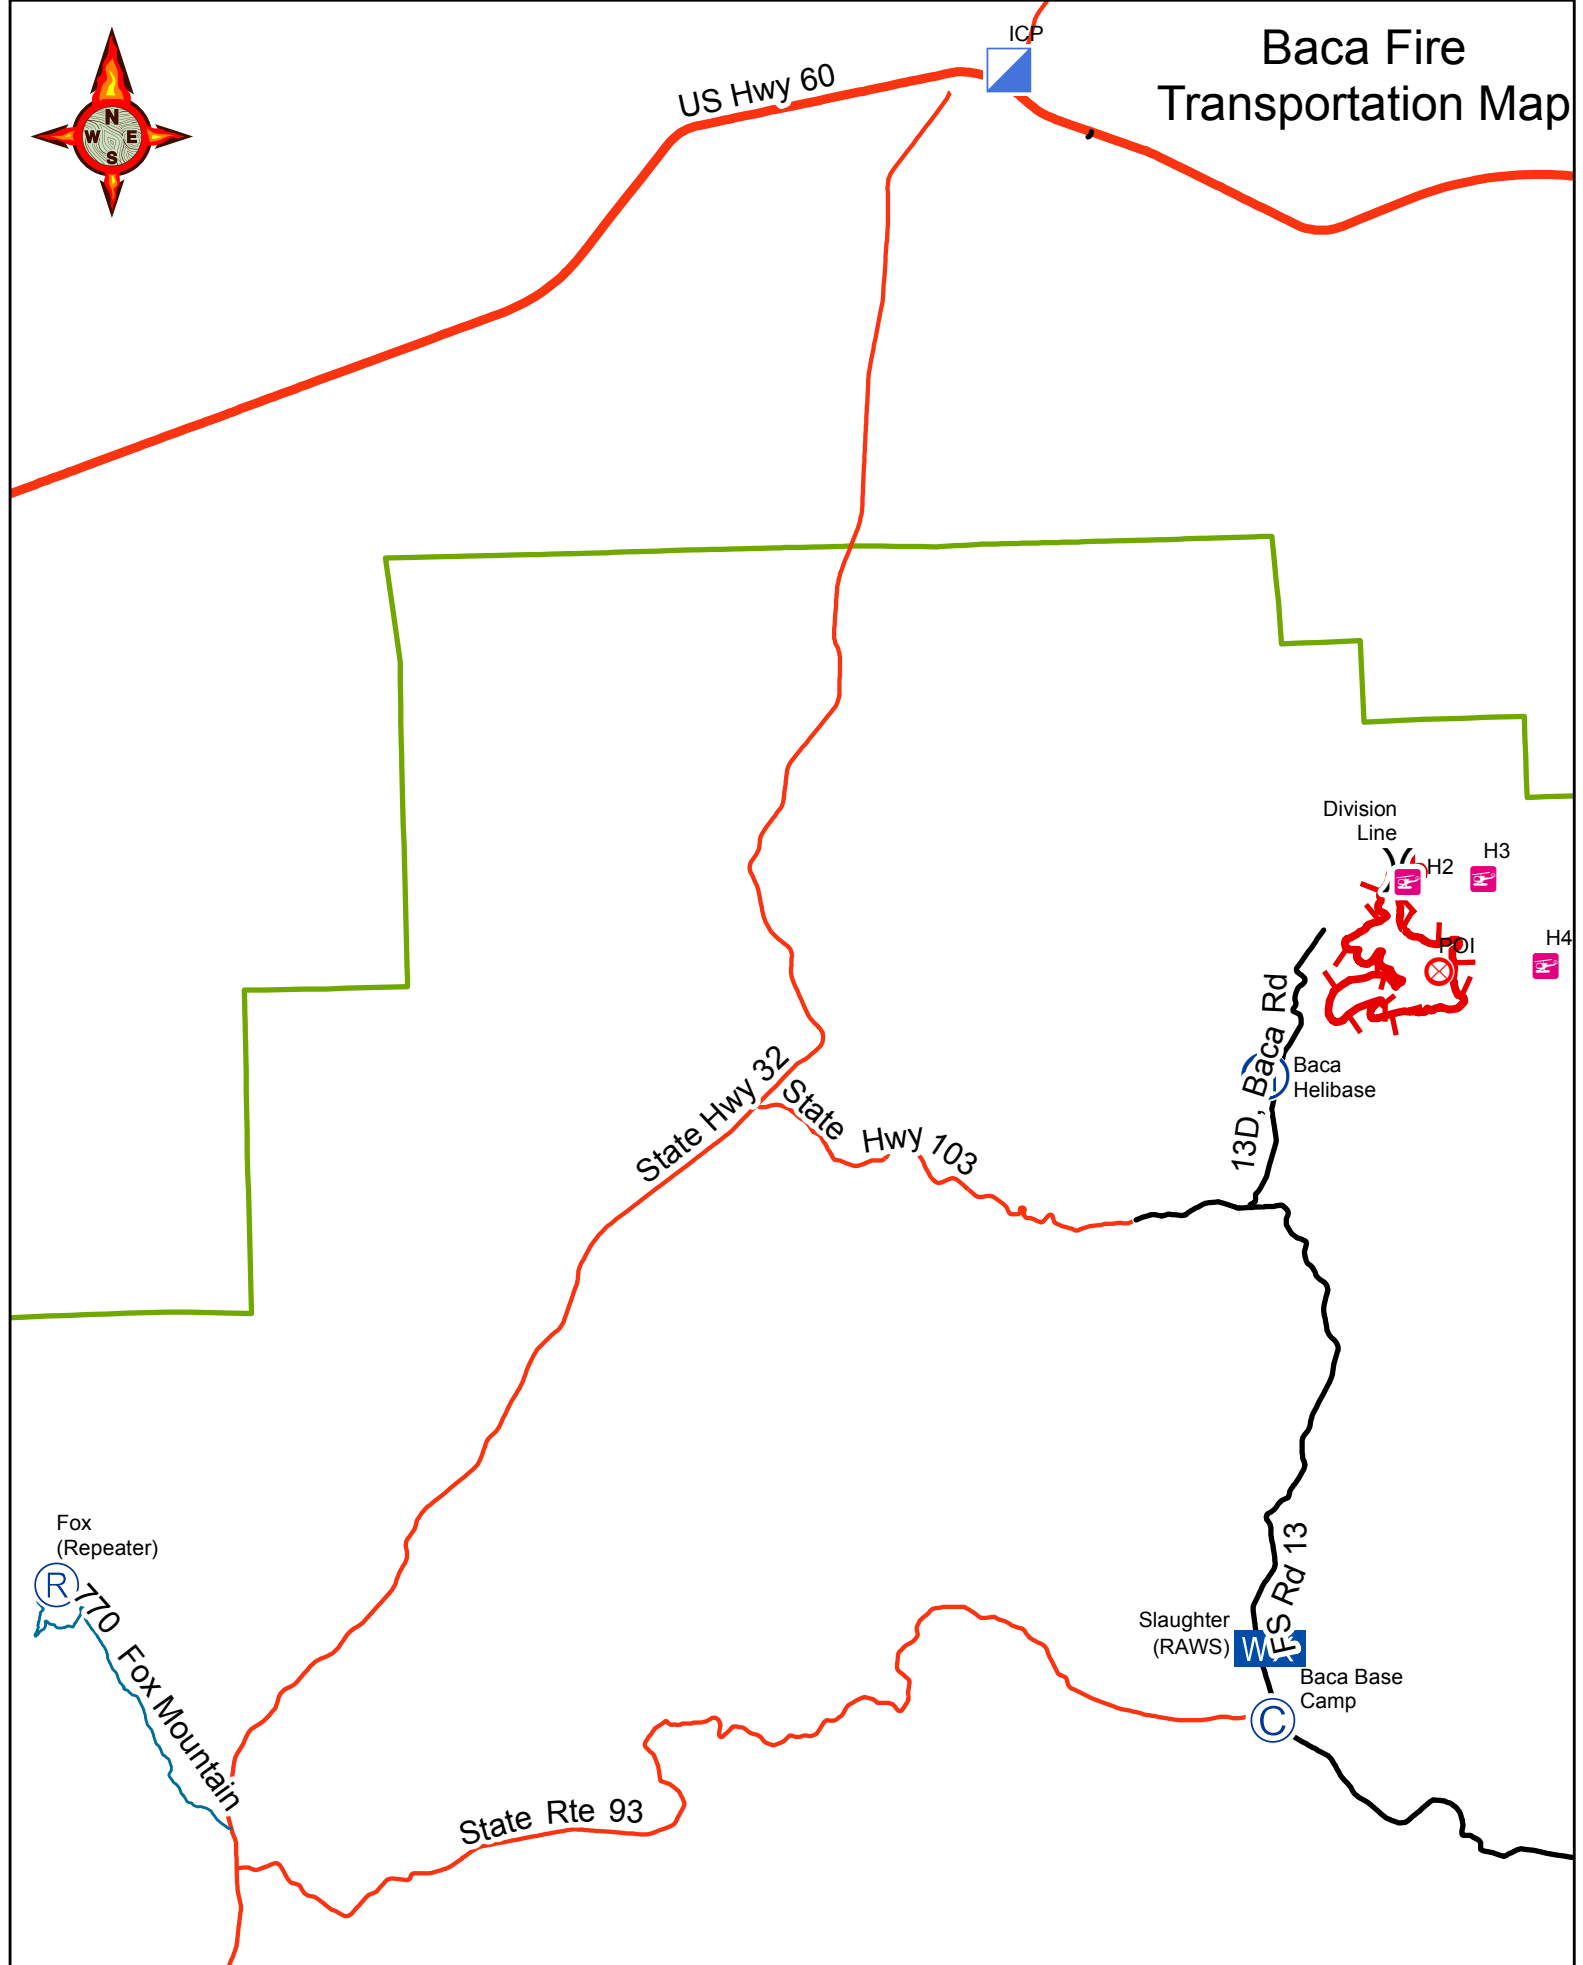 ICP
Baca Fire
Transportation Map
US Hwy 60
N
W E
S
Division
Line
H2
H3
H4
POI
13D, Baca Rd
Baca
Helibase
State Hwy 32
State Hwy 103
Fox
(Repeater)
R
770 Fox Mountain
FS Rd 13
Slaughter
(RAWS)
W
Baca Base
Camp
C
State Rte 93